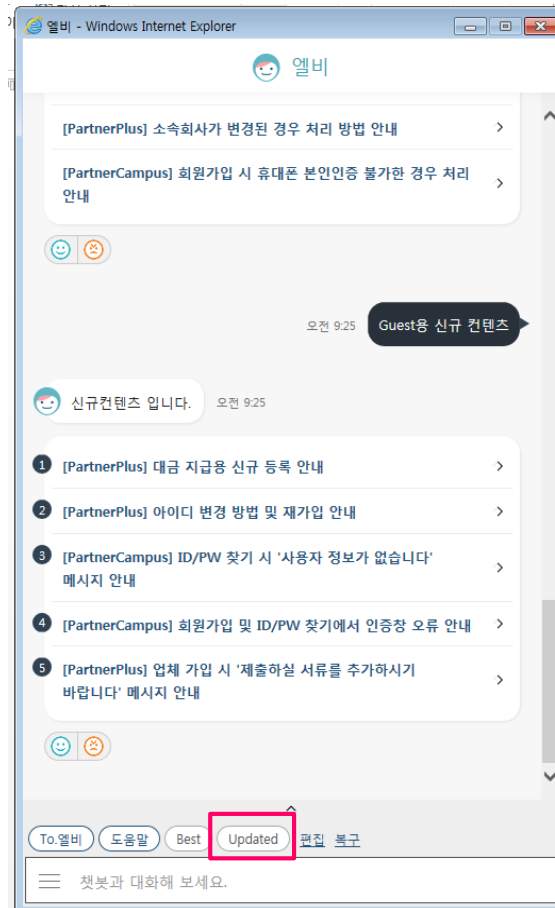 엘비 - Windows Internet Explorer
엘비
[PartnerPlus] 소속회사가 변경된 경우 처리 방법 안내
[PartnerCampus] 회원가입 시 휴대폰 본인인증 불가한 경우 처리
안내
오전 9:25 Guest용 신규 컨텐츠
신규컨텐츠 입니다. 오전 9:25
1 [PartnerPlus] 대금 지급용 신규 등록 안내
2 [PartnerPlus] 아이디 변경 방법 및 재가입 안내
3 [PartnerCampus] ID/PW 찾기 시 '사용자 정보가 없습니다'
메시지 안내
4 [PartnerCampus] 회원가입 및 ID/PW 찾기에서 인증창 오류 안내
5 [PartnerPlus] 업체 가입 시 '제출하실 서류를 추가하시기
바랍니다' 메시지 안내
To.엘비 도움말 Best Updated 편집 복구
챗봇과 대화해 보세요.